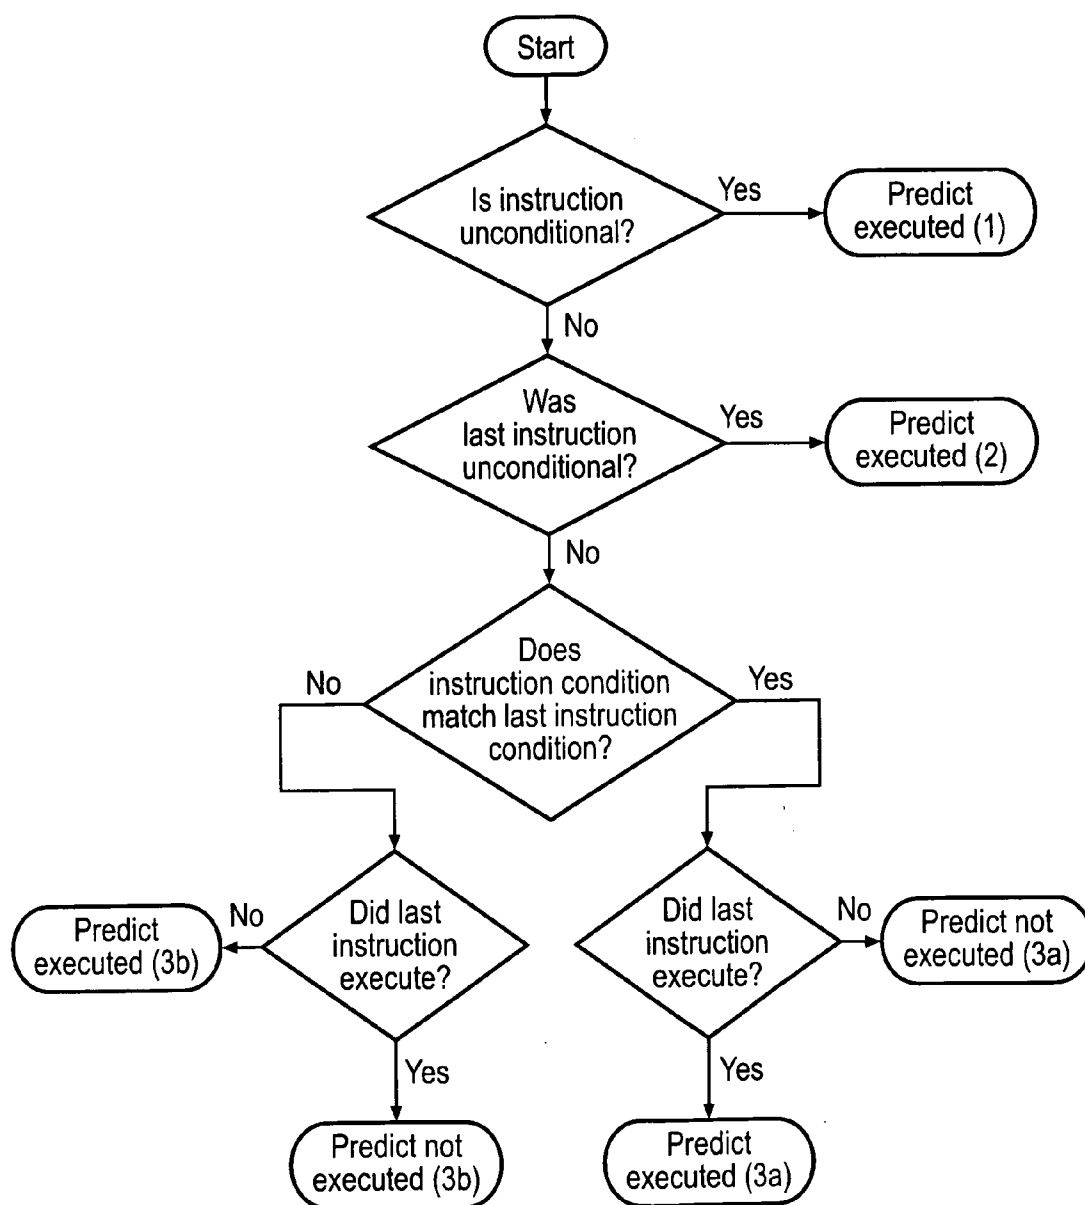 Start
Is instruction
unconditional?
Yes
Predict
executed (1)
No
Was
last instruction
unconditional?
Yes
Predict
executed (2)
No
Does
instruction condition
match last instruction
condition?
No
Yes
Did last
instruction
execute?
No
Predict
executed (3b)
Yes
Predict not
executed (3b)
Did last
instruction
execute?
No
Predict not
executed (3a)
Yes
Predict
executed (3a)